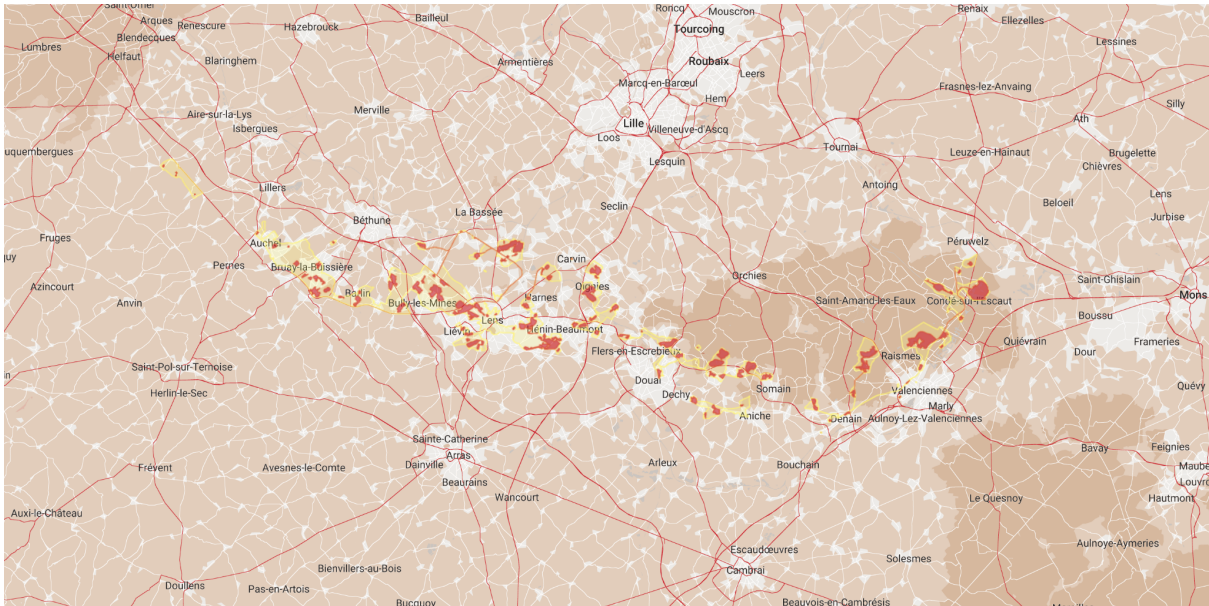 Saint-Omer
Roncq
Mouscron
Renaix
Arques
Renescure
Hazebrouck
Bailleul
Tourcoing
Ellezelles
Blendecques
Lessines
Lumbres
Helfaut
Blaringhem
Armentières
Roubaix
Leers
Marcq-en-Barœul
Frasnes-lez-Anvaing
Hem
Silly
Aire-sur-la-Lys
Merville
Isbergues
Lille
Villeneuve-d'Ascq
Ath
Loos
Tournai
uquembergues
Lesquin
Leuze-en-Hainaut
Brugelette
Chièvres
Lillers
Antoing
Lens
Beloeil
La Bassée
Seclin
Béthune
Jurbise
Fruges
Auchel
Péruwelz
guy
Pernes
Bruay-la-Buissière
Carvin
Orchies
Saint-Ghislain
Azincourt
Oignies
Mons
Anvin
Bully-les-Mines
Harnes
Saint-Amand-les-Eaux
Condé-sur-l'Escaut
Boussu
Lens
Liévin
Hénin-Beaumont
Quiévrain
Frameries
Flers-en-Escrebieux
Raismes
Dour
Saint-Pol-sur-Ternoise
Douai
Somain
Quévy
Herlin-le-Sec
Dechy
Valenciennes
Marly
Aniche
Denain
Aulnoy-Lez-Valenciennes
Sainte-Catherine
Arras
Bavay
Feignies
Frévent
Avesnes-le-Comte
Dainville
Arleux
Bouchain
Maube
Beaurains
Louvro
Wancourt
Le Quesnoy
Hautmont
Auxi-le-Château
Escaudœuvres
Aulnoye-Aymeries
Solesmes
Bienvillers-au-Bois
Cambrai
Doullens
Pas-en-Artois
Bucquoy
Beauvois-en-Cambrésis